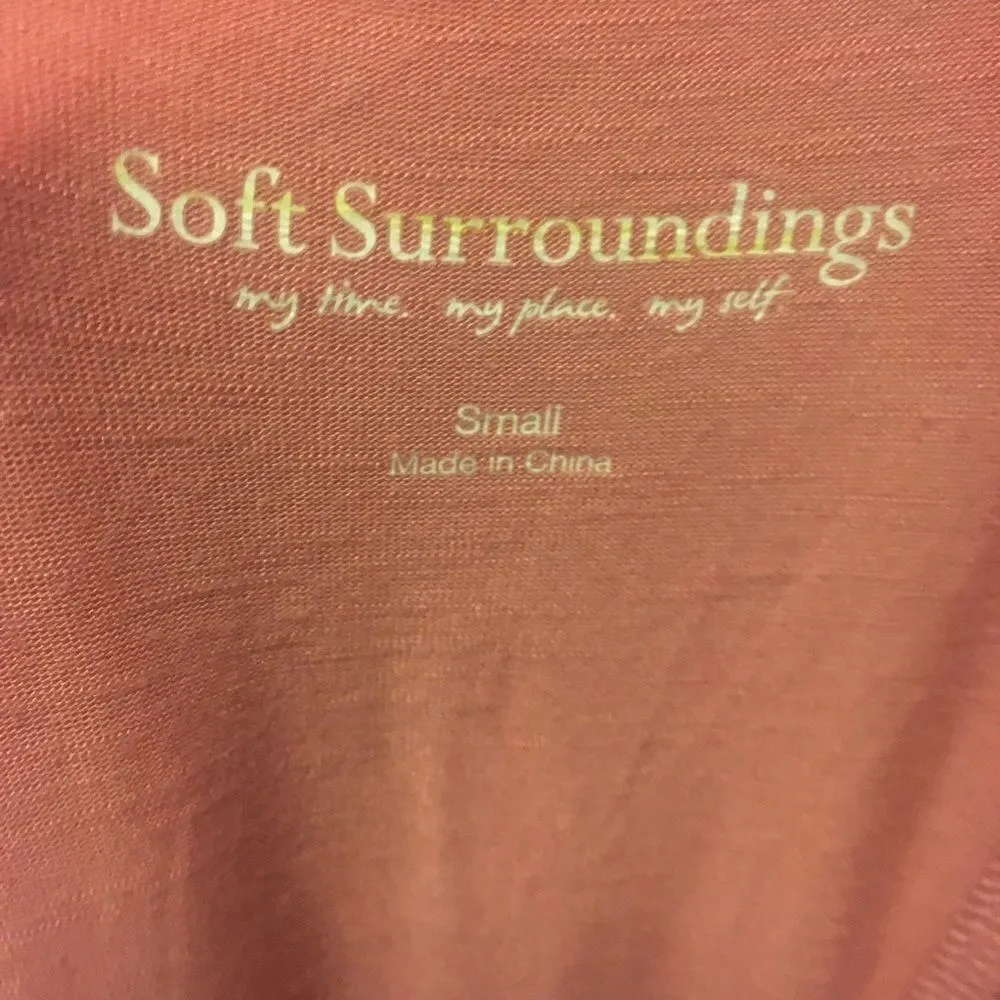 Soft Surroundings
my time. my place. my self
Small
Made in China